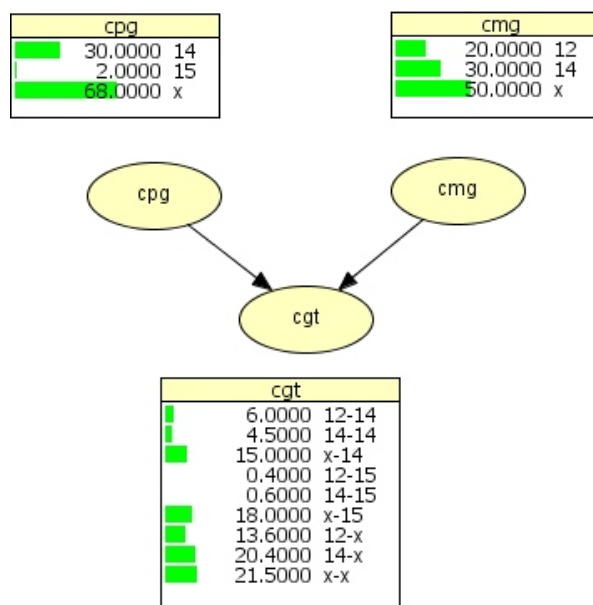 cpg
30.0000 14
2.0000 15
68.0000 x
cmg
20.0000 12
30.0000 14
50.0000 x
cpg
cmg
cgt
cgt
6.0000 12-14
4.5000 14-14
15.0000 x-14
0.4000 12-15
0.6000 14-15
18.0000 x-15
13.6000 12-x
20.4000 14-x
21.5000 x-x